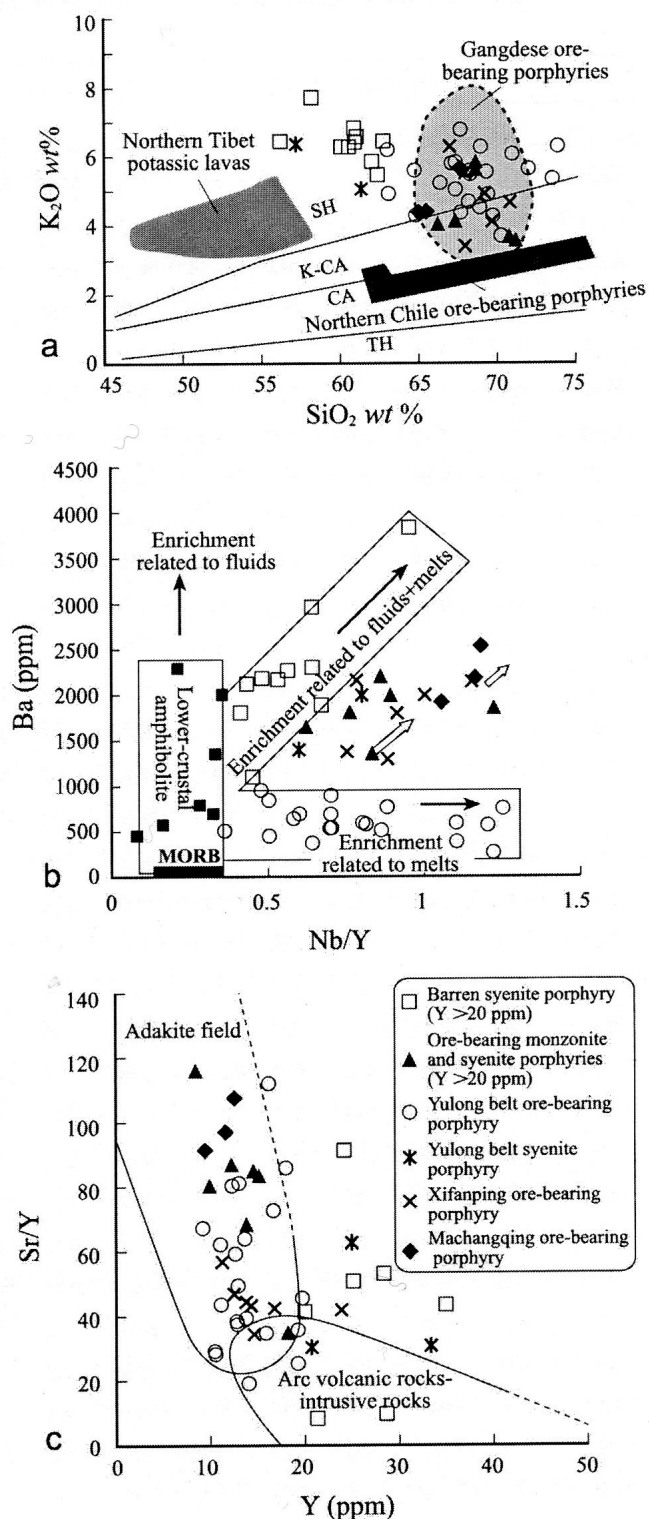 10
8
6
4
2
0
K₂O wt%
Gangdese ore-
bearing porphyries
Northern Tibet
potassic lavas
SH
K-CA
CA
Northern Chile ore-bearing porphyries
TH
a
45
50
55
60
65
70
75
SiO₂ wt %
4500
4000
3500
3000
2500
2000
1500
1000
500
0
Ba (ppm)
Enrichment
related to fluids
Lower-crustal
amphibolite
Enrichment related to fluids+melts
MORB
Enrichment
related to melts
b
0
0.5
1
1.5
Nb/Y
140
120
100
80
60
40
20
0
Sr/Y
Adakite field
Barren syenite porphyry
(Y >20 ppm)
Ore-bearing monzonite
and syenite porphyries
(Y >20 ppm)
Yulong belt ore-bearing
porphyry
Yulong belt syenite
porphyry
Xifanping ore-bearing
porphyry
Machangqing ore-bearing
porphyry
Arc volcanic rocks-
intrusive rocks
c
0
10
20
30
40
50
Y (ppm)